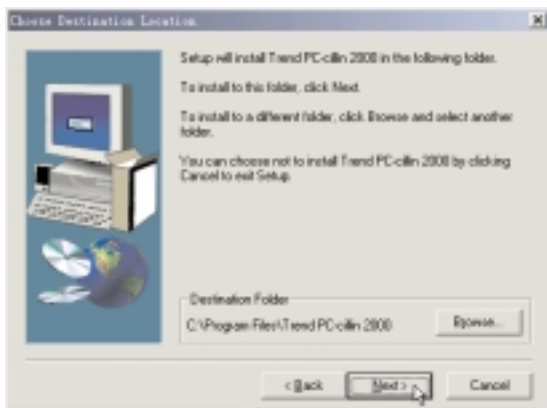 Choose Destination Location
Setup will install Trend PC-cillin 2000 in the following folder.
To install to this folder, click Next.
To install to a different folder, click Browse and select another
folder.
You can choose not to install Trend PC-cillin 2000 by clicking
Cancel to exit Setup.
Destination Folder
C:\Program Files\Trend PC-cillin 2000
Browse...
< Back
Next >
Cancel